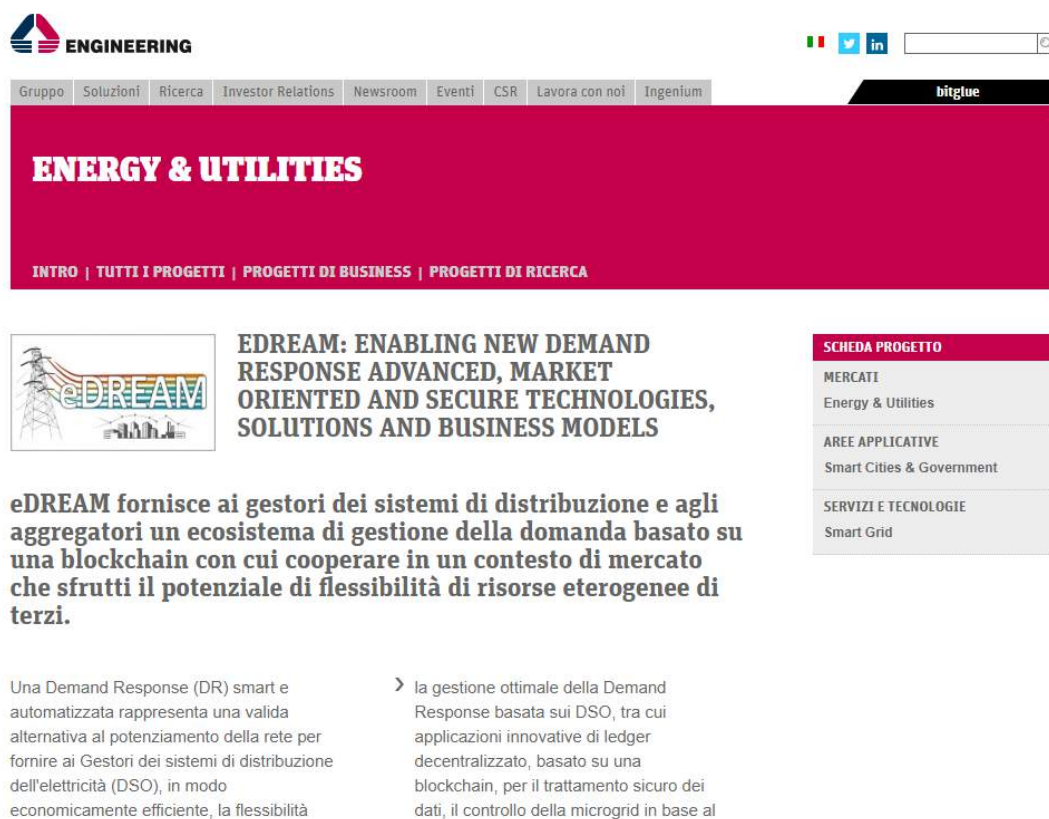 ENGINEERING
Gruppo Soluzioni Ricerca Investor Relations Newsroom Eventi CSR Lavora con noi Ingenium
bitglue
ENERGY & UTILITIES
INTRO | TUTTI I PROGETTI | PROGETTI DI BUSINESS | PROGETTI DI RICERCA
eDREAM
EDREAM: ENABLING NEW DEMAND
RESPONSE ADVANCED, MARKET
ORIENTED AND SECURE TECHNOLOGIES,
SOLUTIONS AND BUSINESS MODELS
SCHEDA PROGETTO
MERCATI
Energy & Utilities
AREE APPLICATIVE
Smart Cities & Government
SERVIZI E TECNOLOGIE
Smart Grid
eDREAM fornisce ai gestori dei sistemi di distribuzione e agli
aggregatori un ecosistema di gestione della domanda basato su
una blockchain con cui cooperare in un contesto di mercato
che sfrutti il potenziale di flessibilità di risorse eterogenee di
terzi.
Una Demand Response (DR) smart e
automatizzata rappresenta una valida
alternativa al potenziamento della rete per
fornire ai Gestori dei sistemi di distribuzione
dell'elettricità (DSO), in modo
economicamente efficiente, la flessibilità
la gestione ottimale della Demand
Response basata sui DSO, tra cui
applicazioni innovative di ledger
decentralizzato, basato su una
blockchain, per il trattamento sicuro dei
dati, il controllo della microgrid in base al